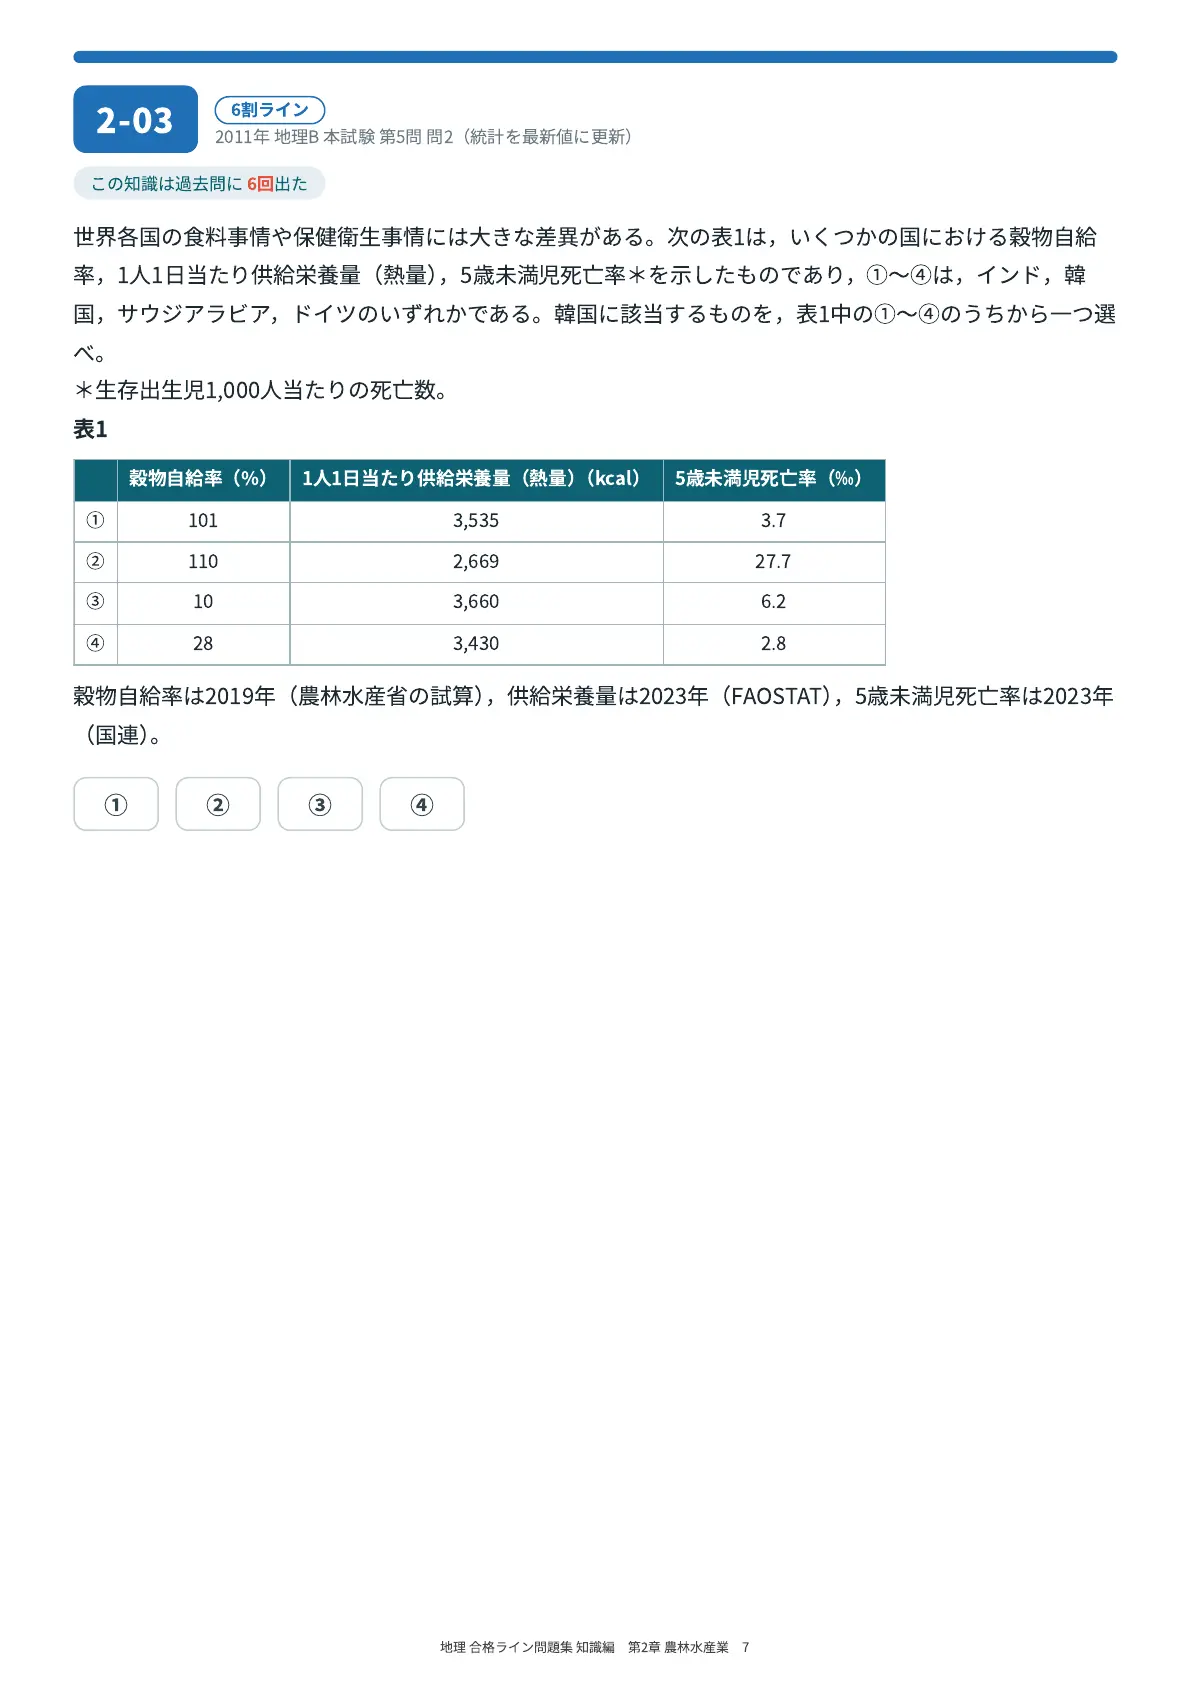 2-03
6割ライン
2011年 地理B 本試験 第5問 問2（統計を最新値に更新）
この知識は過去問に 6回出た
世界各国の食料事情や保健衛生事情には大きな差異がある。次の表1は，いくつかの国における穀物自給
率，1人1日当たり供給栄養量（熱量），5歳未満児死亡率＊を示したものであり，①～④は，インド，韓
国，サウジアラビア，ドイツのいずれかである。韓国に該当するものを，表1中の①～④のうちから一つ選
べ。
＊生存出生児1,000人当たりの死亡数。
表1
穀物自給率（%） 1人1日当たり供給栄養量（熱量）（kcal） 5歳未満児死亡率（‰）
① 101 3,535 3.7
② 110 2,669 27.7
③ 10 3,660 6.2
④ 28 3,430 2.8
穀物自給率は2019年（農林水産省の試算），供給栄養量は2023年（FAOSTAT），5歳未満児死亡率は2023年
（国連）。
① ② ③ ④
地理 合格ライン問題集 知識編　第2章 農林水産業　7